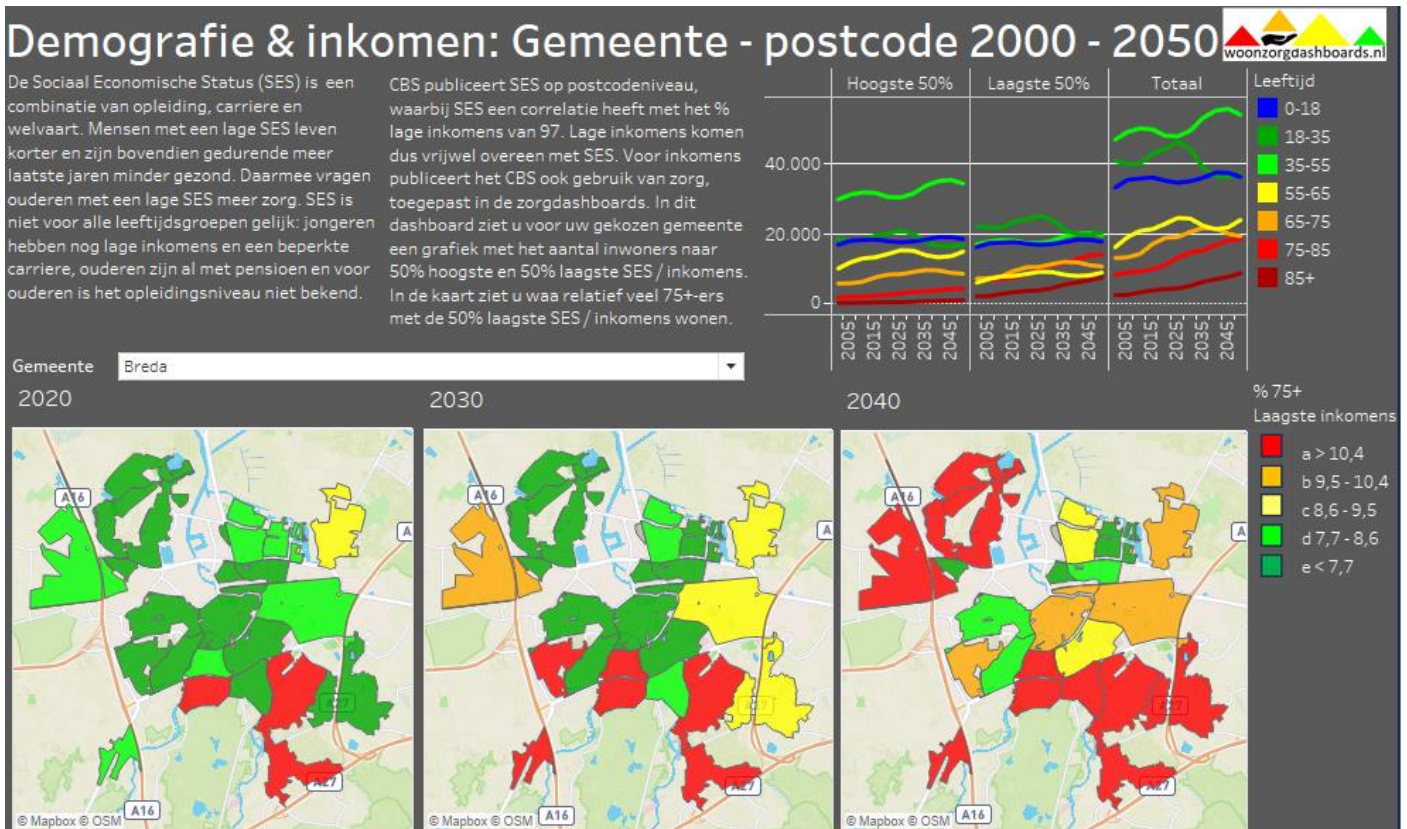 Demografie & inkomen: Gemeente - postcode 2000 - 2050
woonzorgdashboards.nl
De Sociaal Economische Status (SES) is een
combinatie van opleiding, carriere en
welvaart. Mensen met een lage SES leven
korter en zijn bovendien gedurende meer
laatste jaren minder gezond. Daarmee vragen
ouderen met een lage SES meer zorg. SES is
niet voor alle leeftijdsgroepen gelijk: jongeren
hebben nog lage inkomens en een beperkte
carriere, ouderen zijn al met pensioen en voor
ouderen is het opleidingsniveau niet bekend.
CBS publiceert SES op postcodeniveau,
waarbij SES een correlatie heeft met het %
lage inkomens van 97. Lage inkomens komen
dus vrijwel overeen met SES. Voor inkomens
publiceert het CBS ook gebruik van zorg,
toegepast in de zorgdashboards. In dit
dashboard ziet u voor uw gekozen gemeente
een grafiek met het aantal inwoners naar
50% hoogste en 50% laagste SES / inkomens.
In de kaart ziet u waa relatief veel 75+-ers
met de 50% laagste SES / inkomens wonen.
Hoogste 50% Laagste 50% Totaal
40.000
20.000
0
2005 2015 2025 2035 2045 2005 2015 2025 2035 2045 2005 2015 2025 2035 2045
Leeftijd
0-18
18-35
35-55
55-65
65-75
75-85
85+
Gemeente Breda
2020 2030 2040
A16 A16 A16
A A A
A27 A27 A27
A27 A27 A27
A16 A16 A16
© Mapbox © OSM © Mapbox © OSM © Mapbox © OSM
% 75+
Laagste inkomens
a > 10,4
b 9,5 - 10,4
c 8,6 - 9,5
d 7,7 - 8,6
e < 7,7